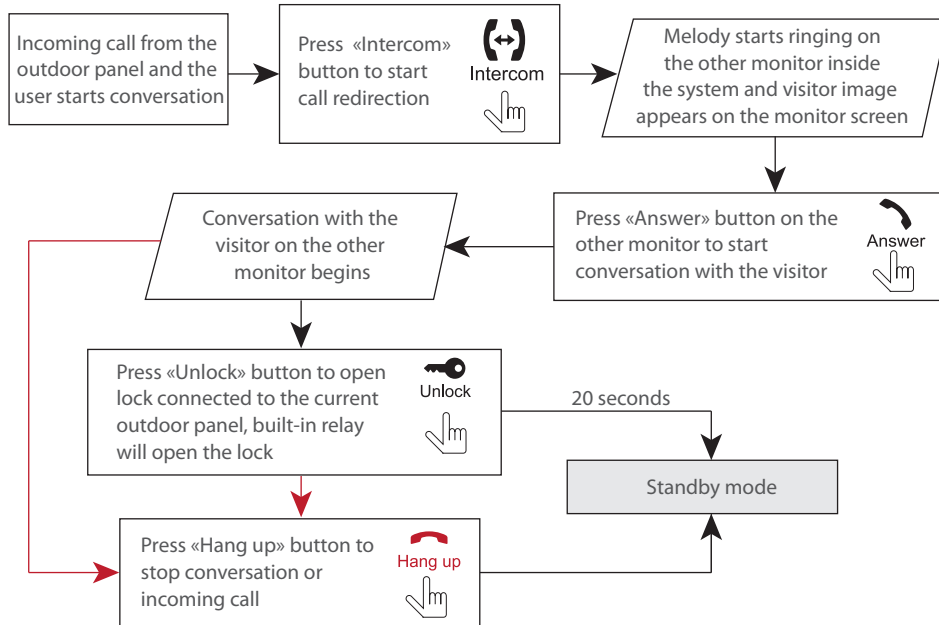 Incoming call from the
outdoor panel and the
user starts conversation
Press «Intercom»
button to start
call redirection
Intercom
Melody starts ringing on
the other monitor inside
the system and visitor image
appears on the monitor screen
Conversation with the
visitor on the other
monitor begins
Press «Answer» button on the
other monitor to start
conversation with the visitor
Answer
Press «Unlock» button to open
lock connected to the current
outdoor panel, built-in relay
will open the lock
Unlock
20 seconds
Standby mode
Press «Hang up» button to
stop conversation or
incoming call
Hang up